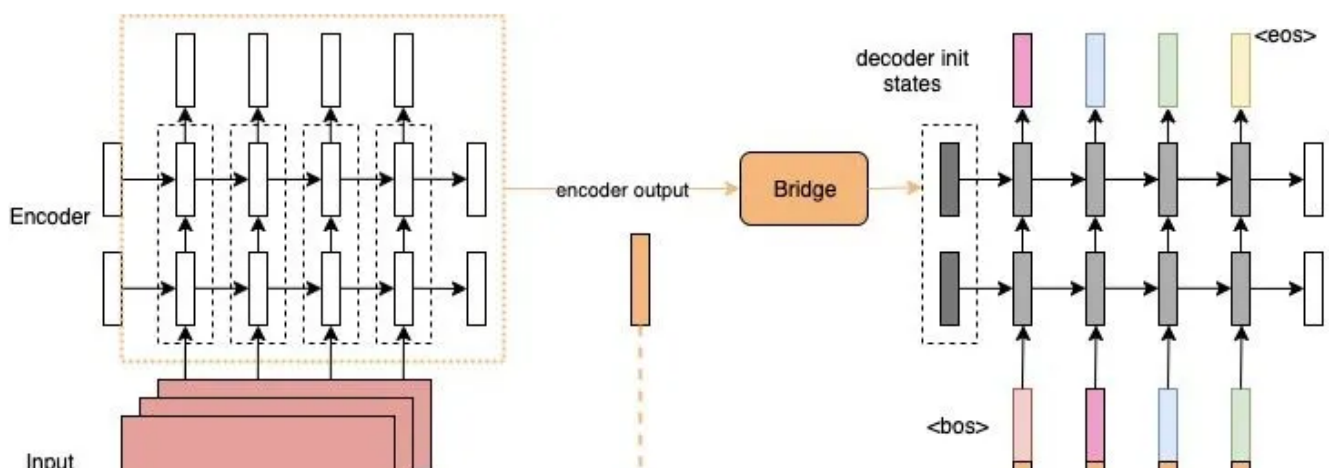 <eos>
decoder init
states
encoder output
Bridge
Encoder
<bos>
Input